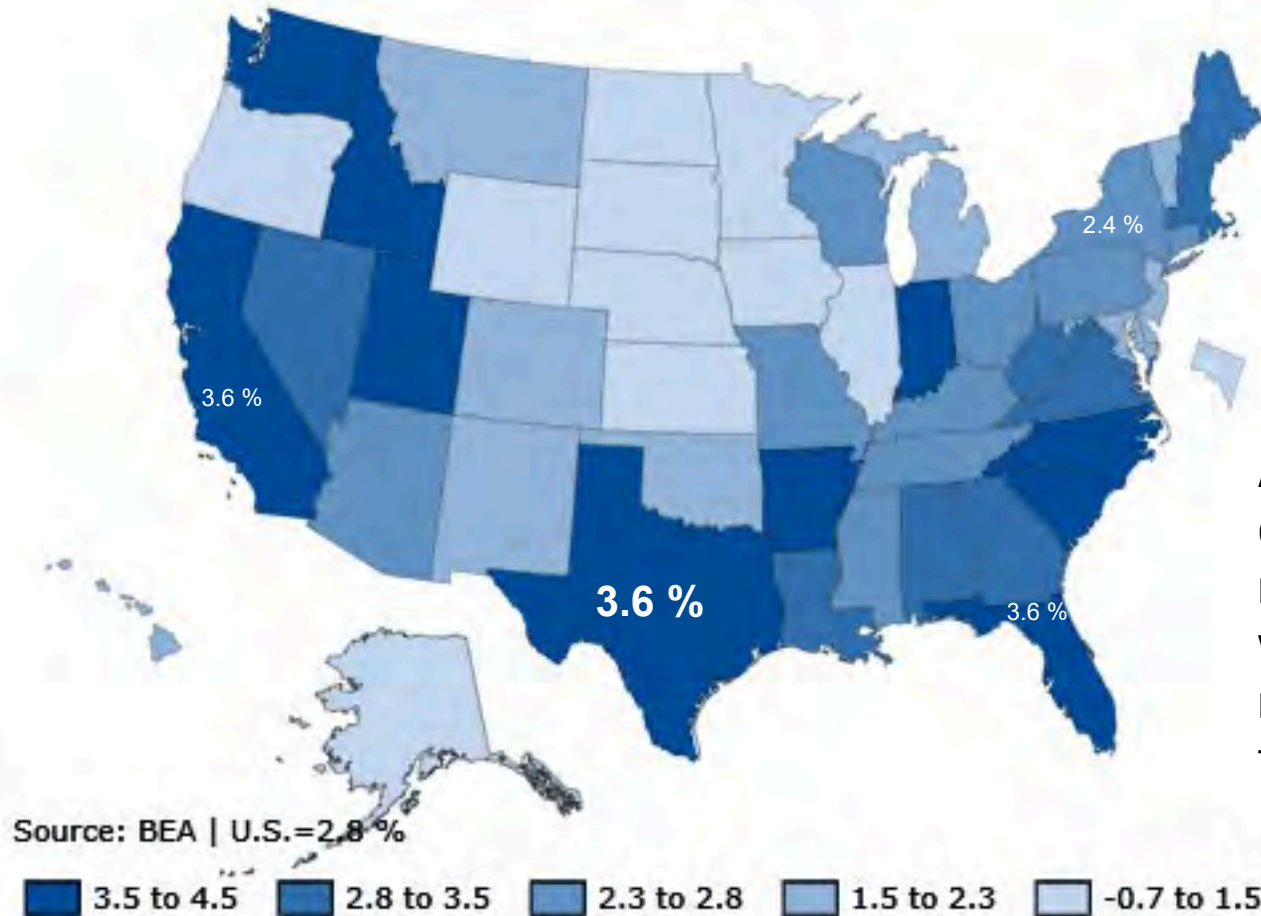 2.4 %
3.6 %
3.6 %
3.6 %
Source: BEA | U.S.=2.8 %
3.5 to 4.5
2.8 to 3.5
2.3 to 2.8
1.5 to 2.3
-0.7 to 1.5